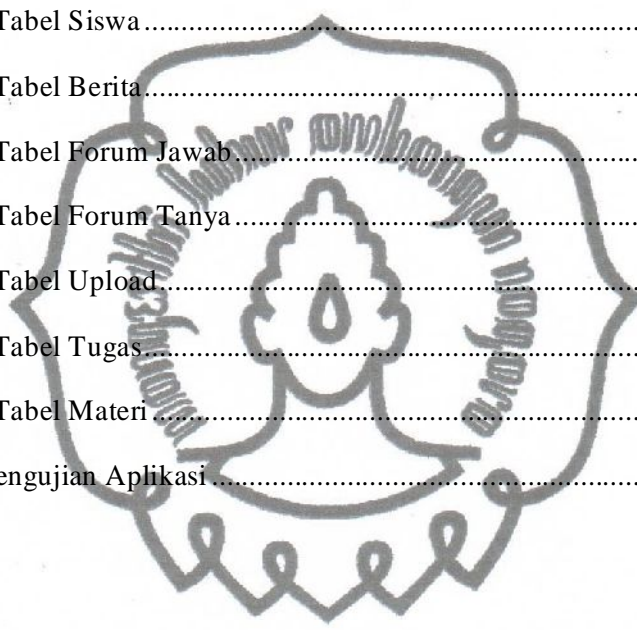 Tabel Siswa
Tabel Berita
Tabel Forum Jawab
Tabel Forum Tanya
Tabel Upload
Tabel Tugas
Tabel Materi
engujian Aplikasi